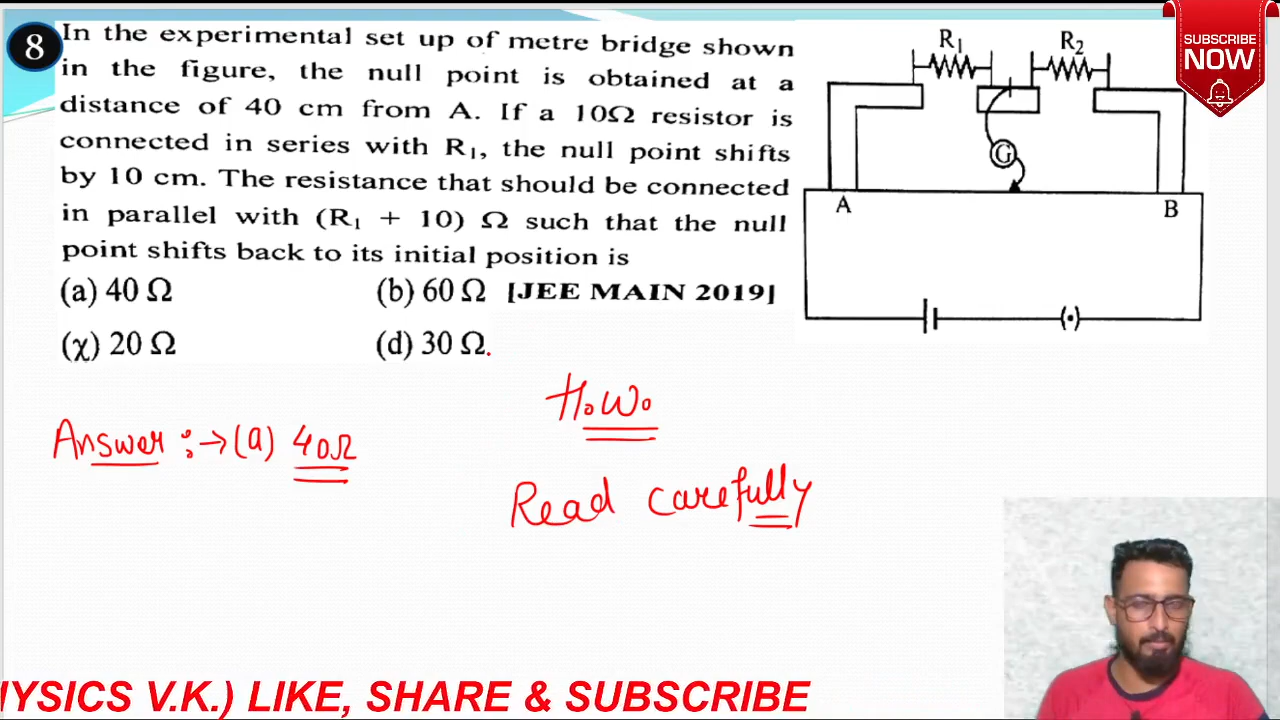 8 In the experimental set up of metre bridge shown
in the figure, the null point is obtained at a
distance of 40 cm from A. If a 10Ω resistor is
connected in series with R₁, the null point shifts
by 10 cm. The resistance that should be connected
in parallel with (R₁ + 10) Ω such that the null
point shifts back to its initial position is
(a) 40 Ω (b) 60 Ω [JEE MAIN 2019]
(χ) 20 Ω (d) 30 Ω.
R₁ R₂
G
A B
SUBSCRIBE
NOW
H.W.
Answer :→ (a) 40Ω
Read carefully
HYSICS V.K.) LIKE, SHARE & SUBSCRIBE